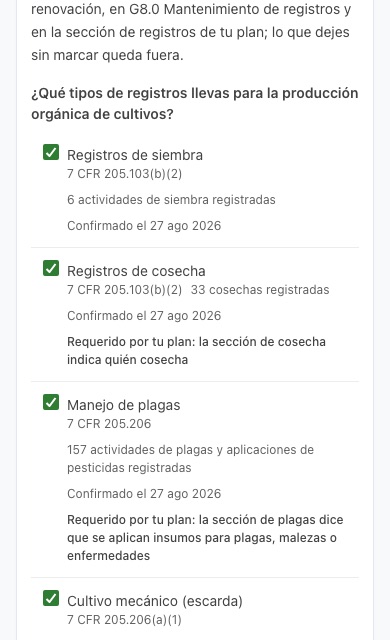 renovación, en G8.0 Mantenimiento de registros y
en la sección de registros de tu plan; lo que dejes
sin marcar queda fuera.
¿Qué tipos de registros llevas para la producción
orgánica de cultivos?
Registros de siembra
7 CFR 205.103(b)(2)
6 actividades de siembra registradas
Confirmado el 27 ago 2026
Registros de cosecha
7 CFR 205.103(b)(2) 33 cosechas registradas
Confirmado el 27 ago 2026
Requerido por tu plan: la sección de cosecha
indica quién cosecha
Manejo de plagas
7 CFR 205.206
157 actividades de plagas y aplicaciones de
pesticidas registradas
Confirmado el 27 ago 2026
Requerido por tu plan: la sección de plagas dice
que se aplican insumos para plagas, malezas o
enfermedades
Cultivo mecánico (escarda)
7 CFR 205.206(a)(1)